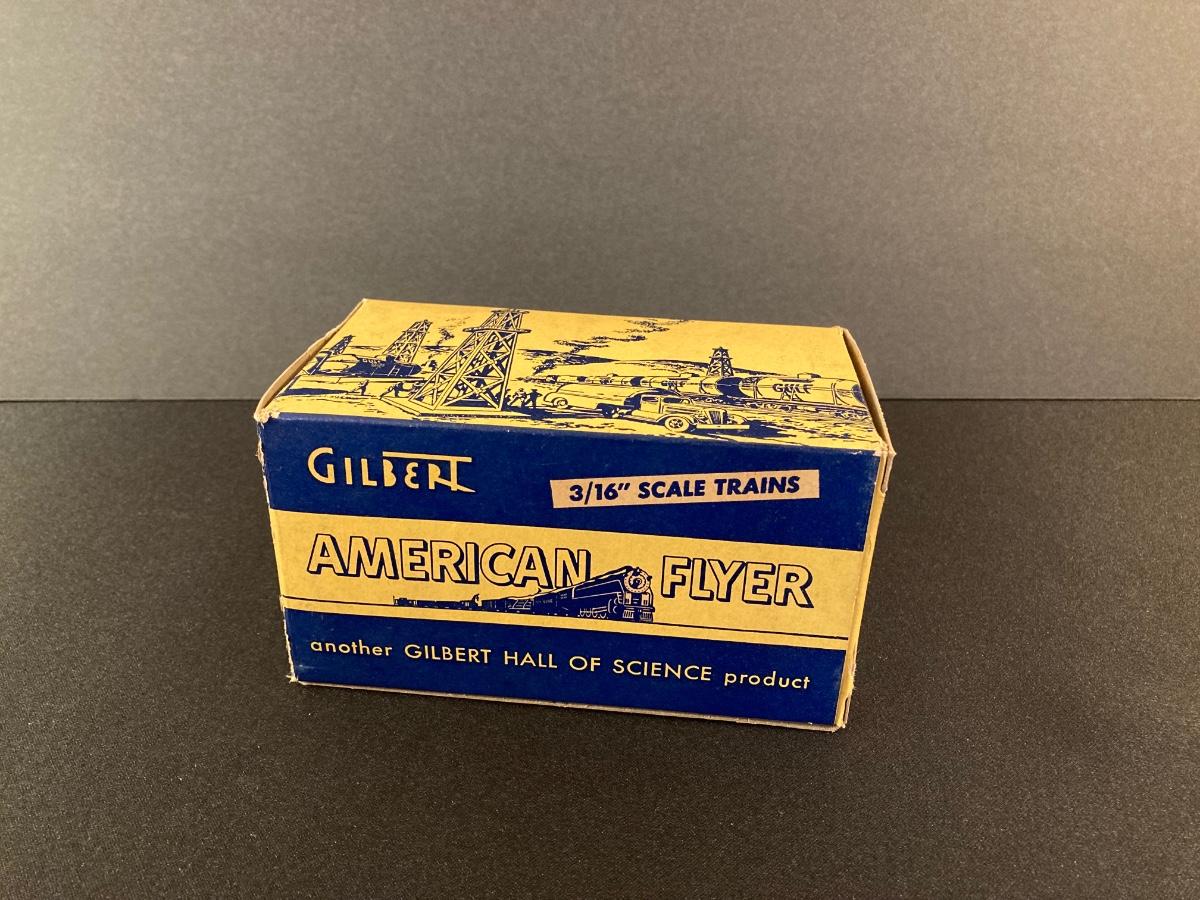 GULF
GILBERT
3/16" SCALE TRAINS
AMERICAN FLYER
another GILBERT HALL OF SCIENCE product